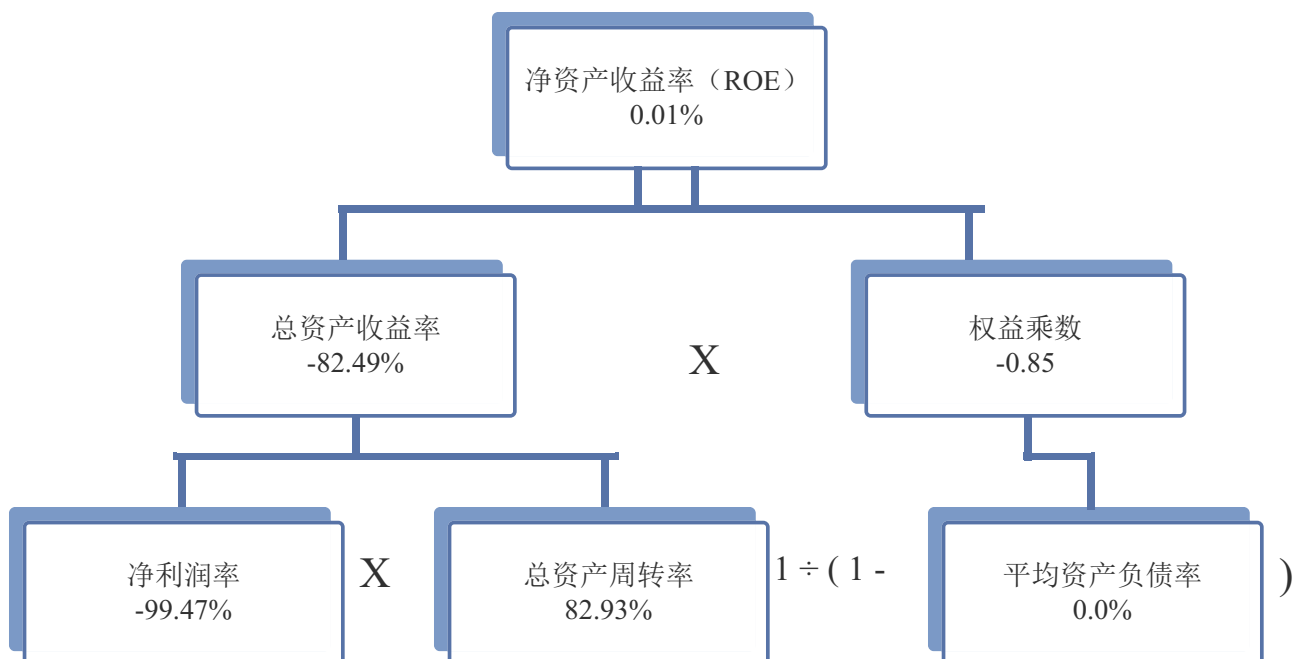 净资产收益率（ROE）
0.01%
总资产收益率
-82.49%
X
权益乘数
-0.85
净利润率
-99.47%
X
总资产周转率
82.93%
1 ÷ ( 1 -
平均资产负债率
0.0%
)